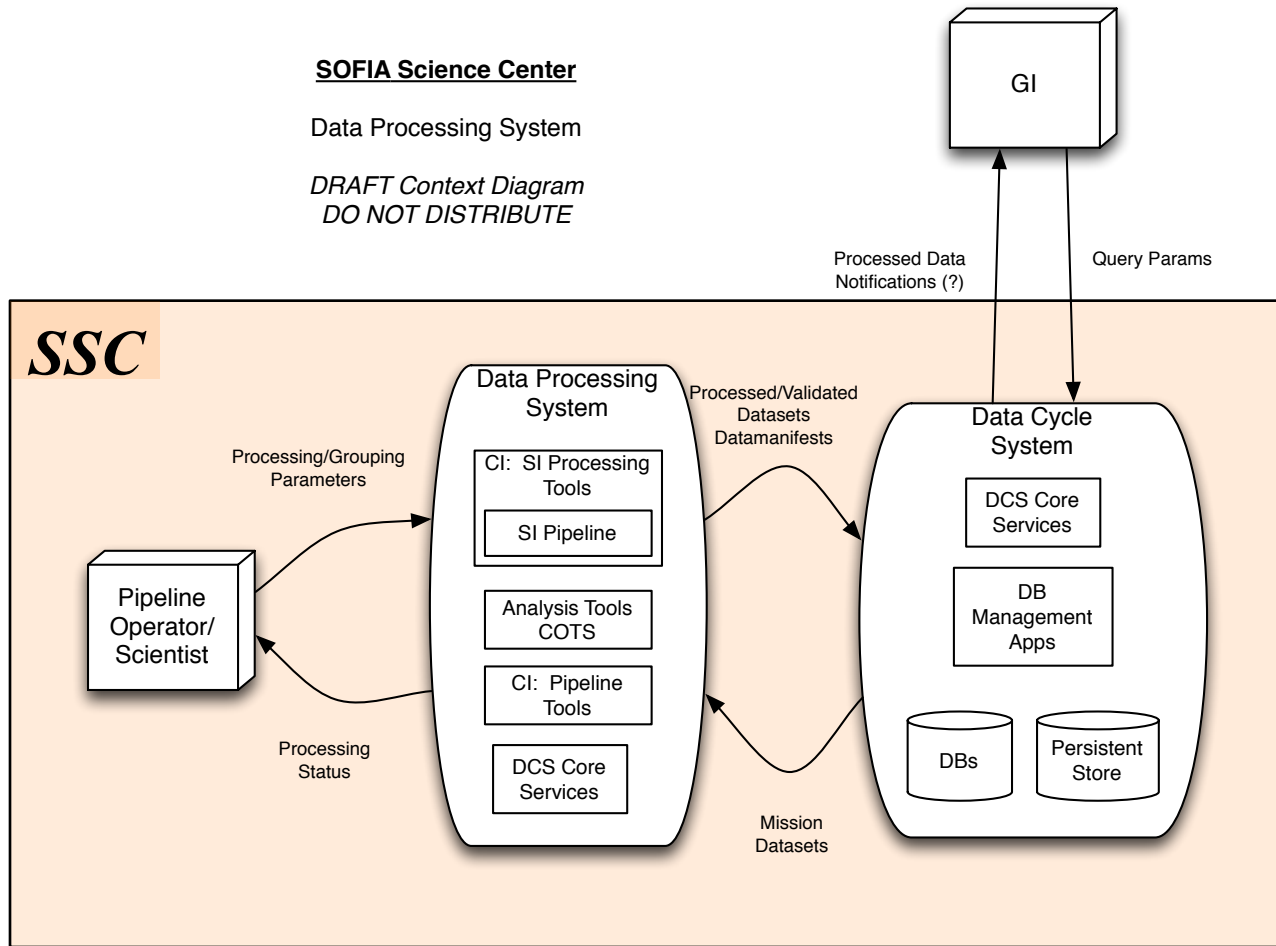 SOFIA Science Center
Data Processing System
DRAFT Context Diagram
DO NOT DISTRIBUTE
GI
Processed Data
Notifications (?)
Query Params
SSC
Data Processing
System
CI:  SI Processing
Tools
SI Pipeline
Analysis Tools
COTS
CI:  Pipeline
Tools
DCS Core
Services
Processing/Grouping
Parameters
Pipeline
Operator/
Scientist
Processing
Status
Processed/Validated
Datasets
Datamanifests
Mission
Datasets
Data Cycle
System
DCS Core
Services
DB
Management
Apps
DBs
Persistent
Store